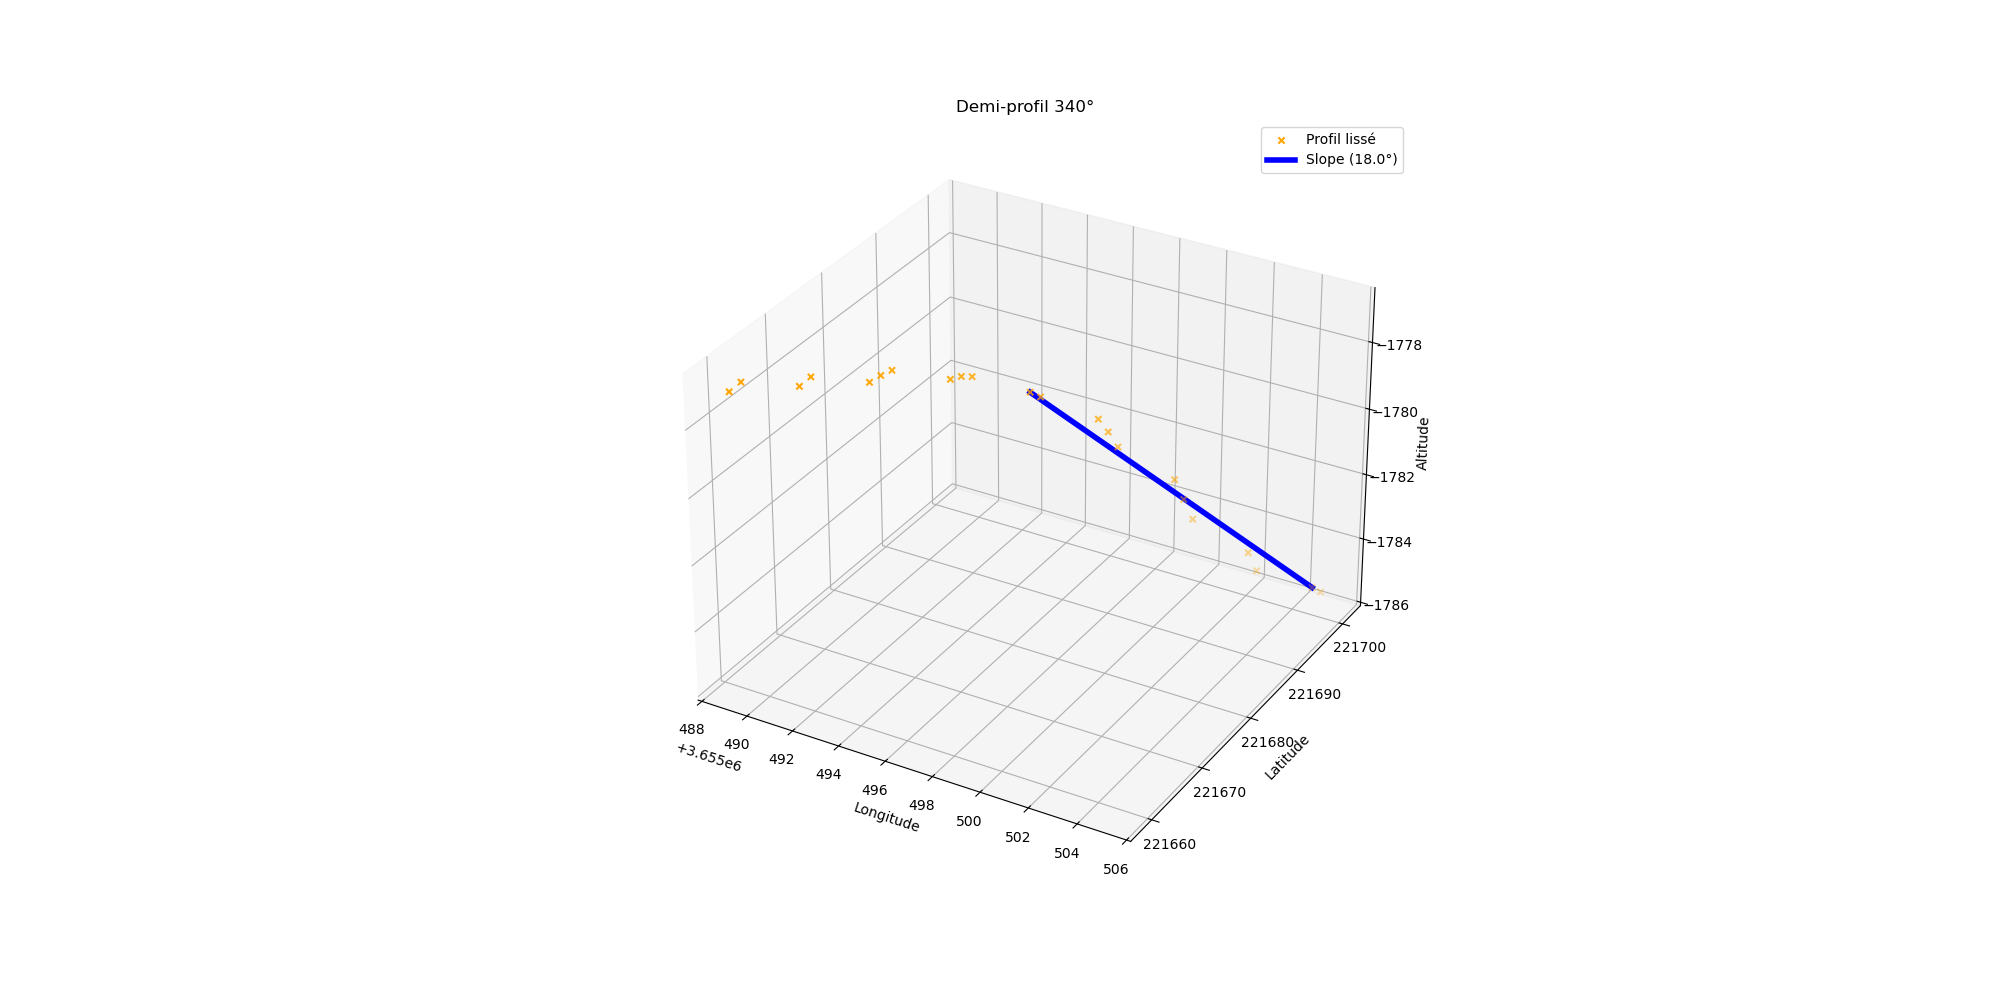 Demi-profil 340°
Profil lissé
Slope (18.0°)
−1778
−1780
−1782
−1784
−1786
Altitude
221700
221690
221680
221670
221660
Latitude
488
490
492
494
496
498
500
502
504
506
+3.655e6
Longitude